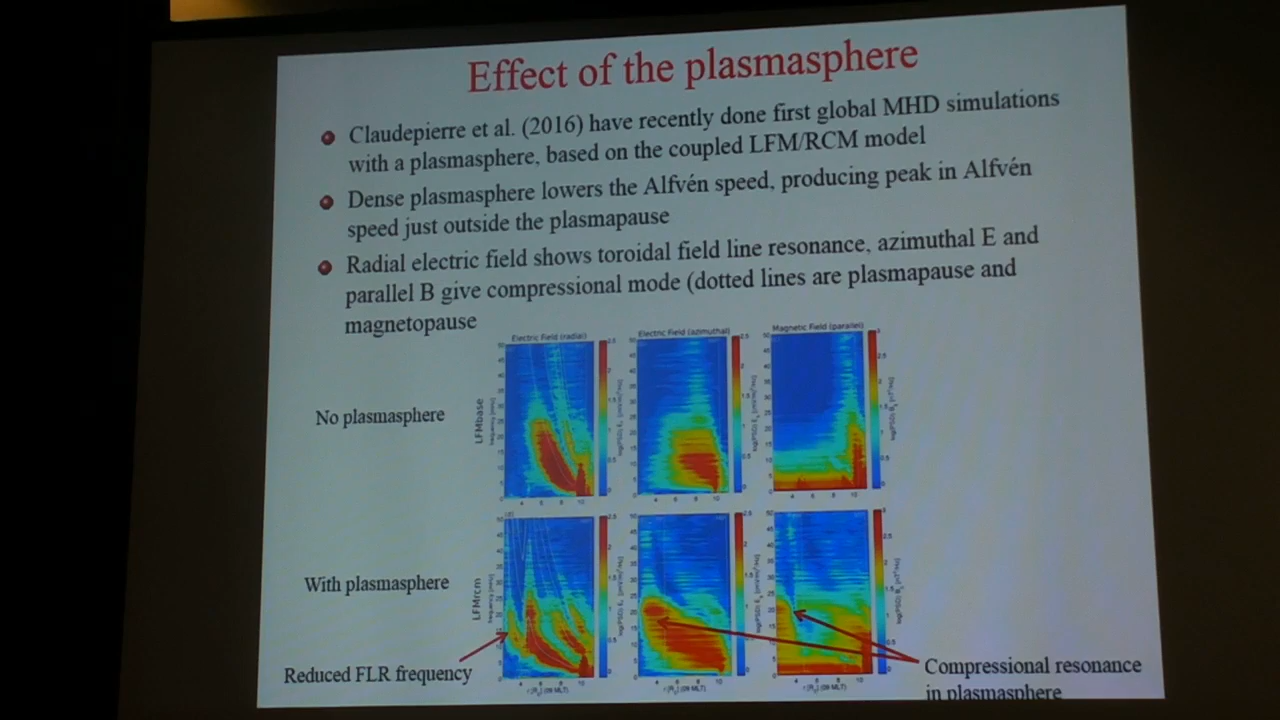 Effect of the plasmasphere
Claudepierre et al. (2016) have recently done first global MHD simulations
with a plasmasphere, based on the coupled LFM/RCM model
Dense plasmasphere lowers the Alfvén speed, producing peak in Alfvén
speed just outside the plasmapause
Radial electric field shows toroidal field line resonance, azimuthal E and
parallel B give compressional mode (dotted lines are plasmapause and
magnetopause
Electric Field (radial)
Electric Field (azimuthal)
Magnetic Field (parallel)
No plasmasphere
LFMbase
With plasmasphere
LFMrcm
Reduced FLR frequency
Compressional resonance
in plasmasphere